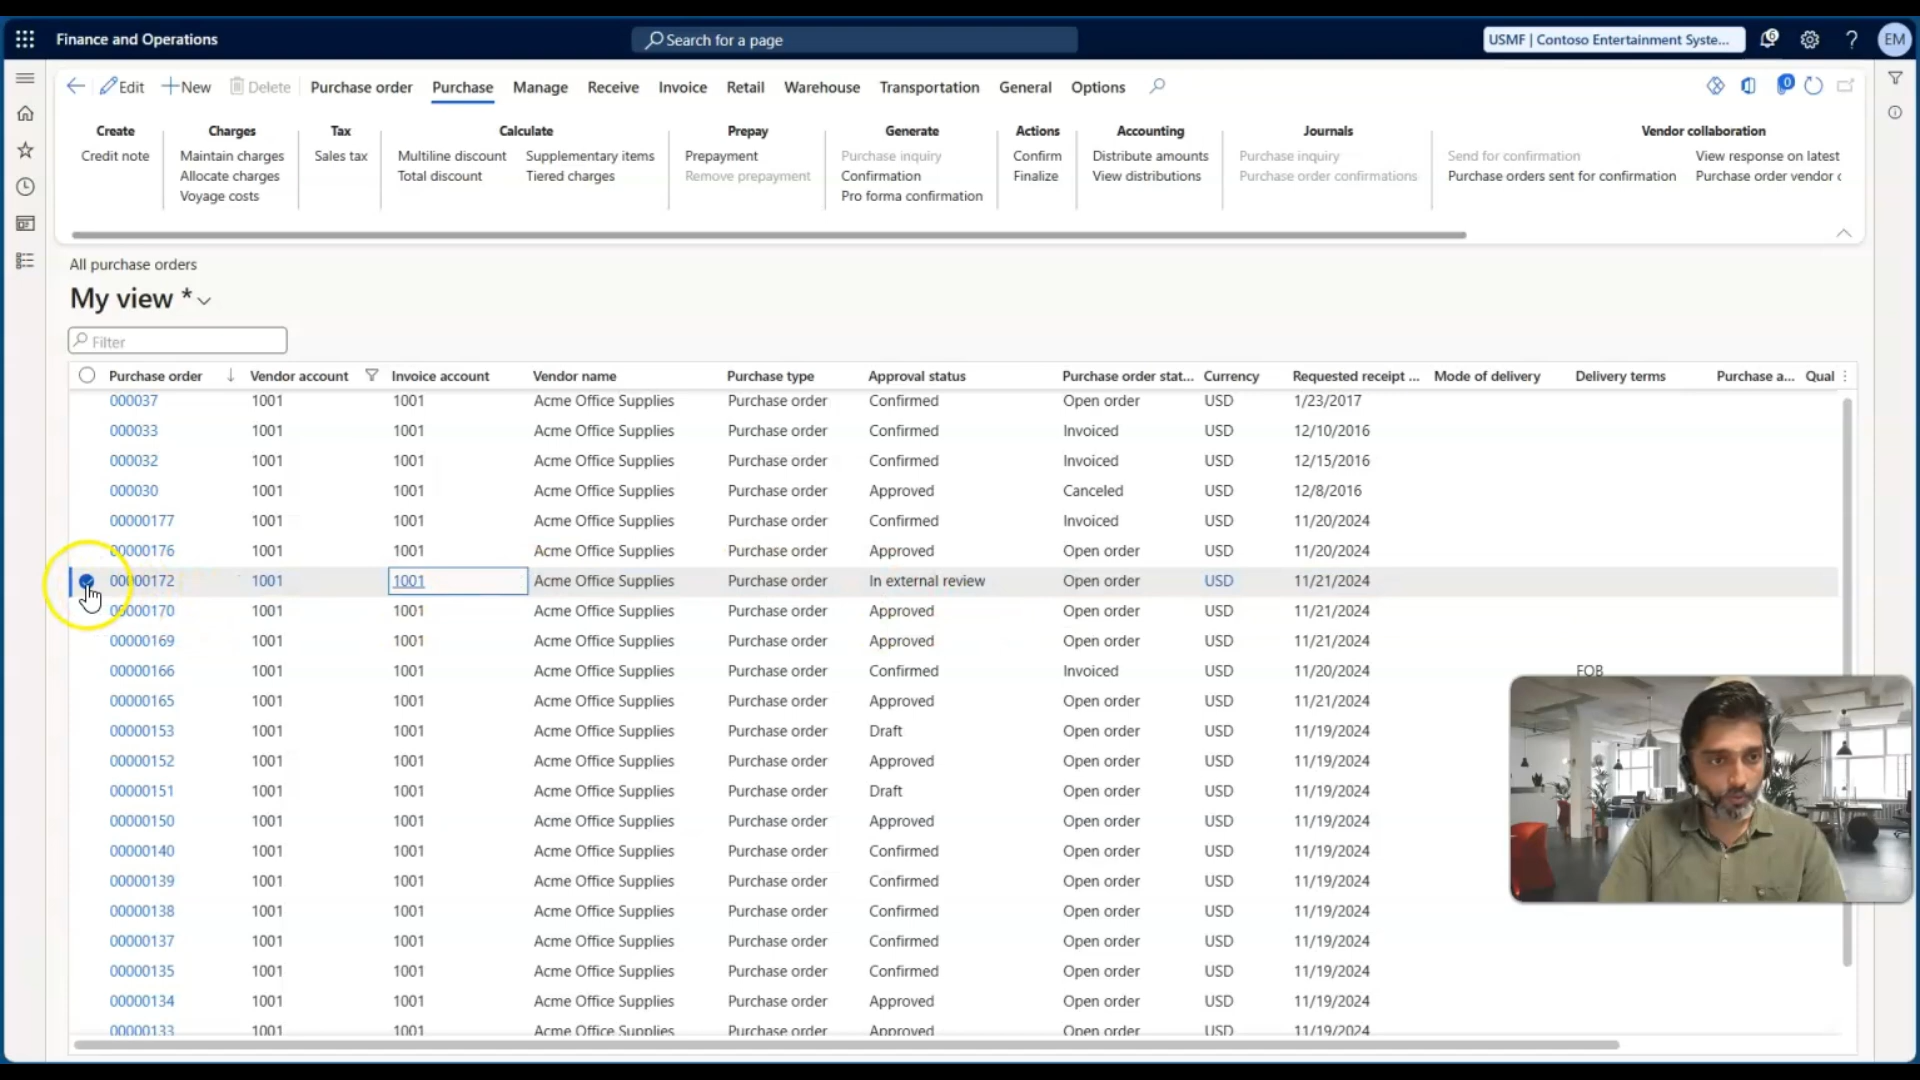 Finance and Operations
Search for a page
USMF | Contoso Entertainment Syste...
6
?
EM
Edit
New
Delete
Purchase order
Purchase
Manage
Receive
Invoice
Retail
Warehouse
Transportation
General
Options
0
Create
Charges
Tax
Calculate
Prepay
Generate
Actions
Accounting
Journals
Vendor collaboration
Credit note
Maintain charges
Sales tax
Multiline discount
Supplementary items
Prepayment
Purchase inquiry
Confirm
Distribute amounts
Purchase inquiry
Send for confirmation
View response on latest
Allocate charges
Total discount
Tiered charges
Remove prepayment
Confirmation
Finalize
View distributions
Purchase order confirmations
Purchase orders sent for confirmation
Purchase order vendor c
Voyage costs
Pro forma confirmation
All purchase orders
My view *
Filter
Purchase order Vendor account Invoice account Vendor name Purchase type Approval status Purchase order stat... Currency Requested receipt ... Mode of delivery Delivery terms Purchase a... Qual
000037 1001 1001 Acme Office Supplies Purchase order Confirmed Open order USD 1/23/2017
000033 1001 1001 Acme Office Supplies Purchase order Confirmed Invoiced USD 12/10/2016
000032 1001 1001 Acme Office Supplies Purchase order Confirmed Invoiced USD 12/15/2016
000030 1001 1001 Acme Office Supplies Purchase order Approved Canceled USD 12/8/2016
00000177 1001 1001 Acme Office Supplies Purchase order Confirmed Invoiced USD 11/20/2024
00000176 1001 1001 Acme Office Supplies Purchase order Approved Open order USD 11/20/2024
00000172 1001 1001 Acme Office Supplies Purchase order In external review Open order USD 11/21/2024
00000170 1001 1001 Acme Office Supplies Purchase order Approved Open order USD 11/21/2024
00000169 1001 1001 Acme Office Supplies Purchase order Approved Open order USD 11/21/2024
00000166 1001 1001 Acme Office Supplies Purchase order Confirmed Invoiced USD 11/20/2024 FOB
00000165 1001 1001 Acme Office Supplies Purchase order Approved Open order USD 11/21/2024
00000153 1001 1001 Acme Office Supplies Purchase order Draft Open order USD 11/19/2024
00000152 1001 1001 Acme Office Supplies Purchase order Approved Open order USD 11/19/2024
00000151 1001 1001 Acme Office Supplies Purchase order Draft Open order USD 11/19/2024
00000150 1001 1001 Acme Office Supplies Purchase order Approved Open order USD 11/19/2024
00000140 1001 1001 Acme Office Supplies Purchase order Confirmed Open order USD 11/19/2024
00000139 1001 1001 Acme Office Supplies Purchase order Confirmed Open order USD 11/19/2024
00000138 1001 1001 Acme Office Supplies Purchase order Confirmed Open order USD 11/19/2024
00000137 1001 1001 Acme Office Supplies Purchase order Confirmed Open order USD 11/19/2024
00000135 1001 1001 Acme Office Supplies Purchase order Confirmed Open order USD 11/19/2024
00000134 1001 1001 Acme Office Supplies Purchase order Approved Open order USD 11/19/2024
00000133 1001 1001 Acme Office Supplies Purchase order Approved Open order USD 11/19/2024